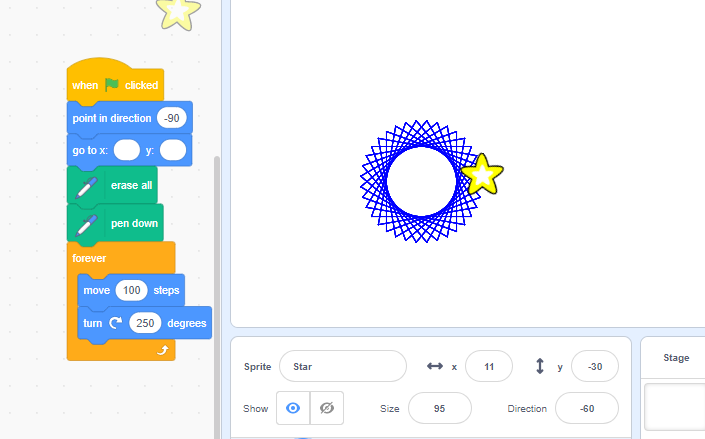 when clicked
point in direction -90
go to x: y:
erase all
pen down
forever
move 100 steps
turn 250 degrees
Sprite Star x 11 y -30
Stage
Show Size 95 Direction -60